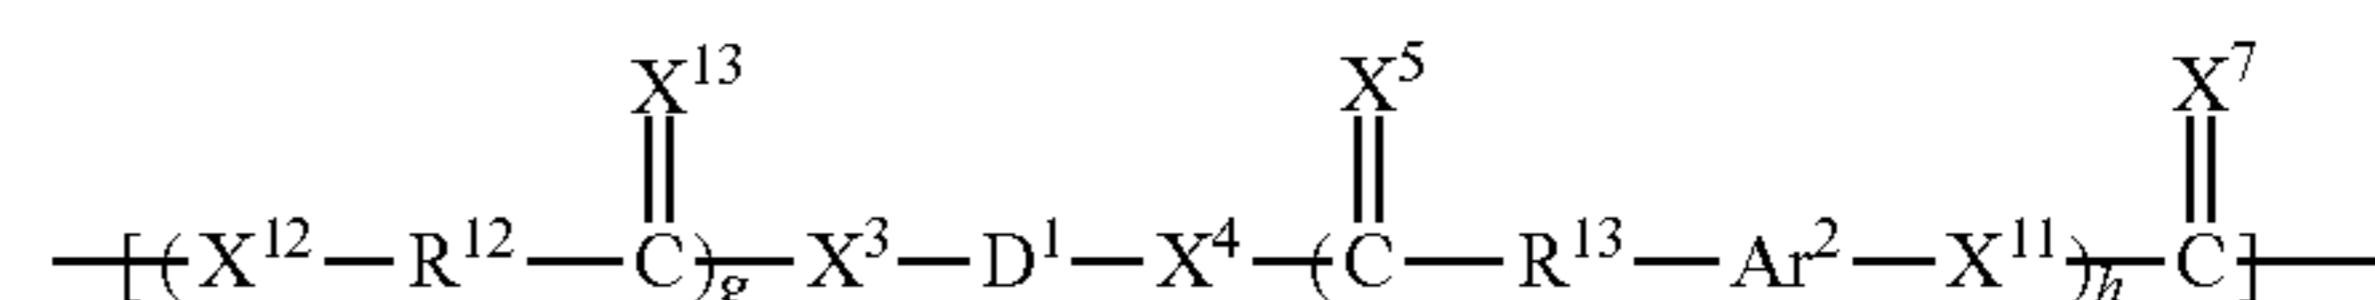 X¹³ X⁵ X⁷
—[(X¹²—R¹²—C)g—X³—D¹—X⁴—(C—R¹³—Ar²—X¹¹)h—C]—